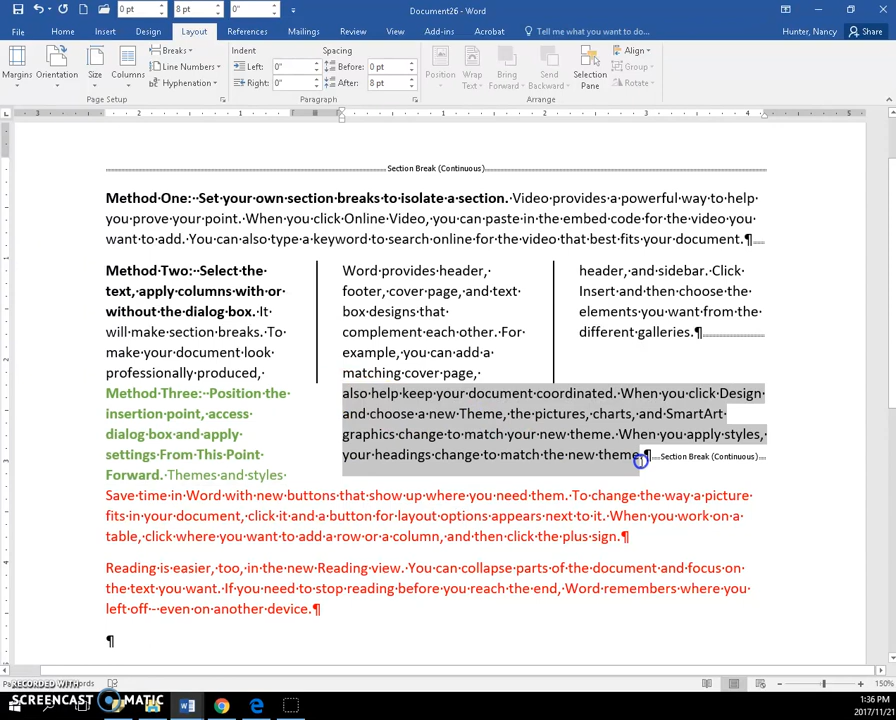 0 pt 8 pt 0" Document26 - Word Hunter, Nancy
File Home Insert Design Layout References Mailings Review View Add-ins Acrobat Tell me what you want to do... Share
Margins Orientation Size Columns
Breaks
Line Numbers
Hyphenation
Page Setup
Indent Spacing
Left: 0" Before: 0 pt
Right: 0" After: 8 pt
Paragraph
Position Wrap Text Bring Forward Send Backward Selection Pane
Align
Group
Rotate
Arrange
3 2 1 1 2 3 4 5
Section Break (Continuous)
Method·One:··Set·your·own·section·breaks·to·isolate·a·section.·Video·provides·a·powerful·way·to·help·
you·prove·your·point.·When·you·click·Online·Video,·you·can·paste·in·the·embed·code·for·the·video·you·
want·to·add.·You·can·also·type·a·keyword·to·search·online·for·the·video·that·best·fits·your·document.¶
Method·Two:··Select·the·
text,·apply·columns·with·or·
without·the·dialog·box.·It·
will·make·section·breaks.·To·
make·your·document·look·
professionally·produced,·
Word·provides·header,·
footer,·cover·page,·and·text·
box·designs·that·
complement·each·other.·For·
example,·you·can·add·a·
matching·cover·page,·
header,·and·sidebar.·Click·
Insert·and·then·choose·the·
elements·you·want·from·the·
different·galleries.¶
Method·Three:··Position·the·
insertion·point,·access·
dialog·box·and·apply·
settings·From·This·Point·
Forward.·Themes·and·styles·
also·help·keep·your·document·coordinated.·When·you·click·Design·
and·choose·a·new·Theme,·the·pictures,·charts,·and·SmartArt·
graphics·change·to·match·your·new·theme.·When·you·apply·styles,·
your·headings·change·to·match·the·new·theme.¶ Section Break (Continuous)
Save·time·in·Word·with·new·buttons·that·show·up·where·you·need·them.·To·change·the·way·a·picture·
fits·in·your·document,·click·it·and·a·button·for·layout·options·appears·next·to·it.·When·you·work·on·a·
table,·click·where·you·want·to·add·a·row·or·a·column,·and·then·click·the·plus·sign.¶
Reading·is·easier,·too,·in·the·new·Reading·view.·You·can·collapse·parts·of·the·document·and·focus·on·
the·text·you·want.·If·you·need·to·stop·reading·before·you·reach·the·end,·Word·remembers·where·you·
left·off·-·even·on·another·device.¶
¶
150%
RECORDED WITH
SCREENCAST MATIC
1:36 PM
2017/11/21